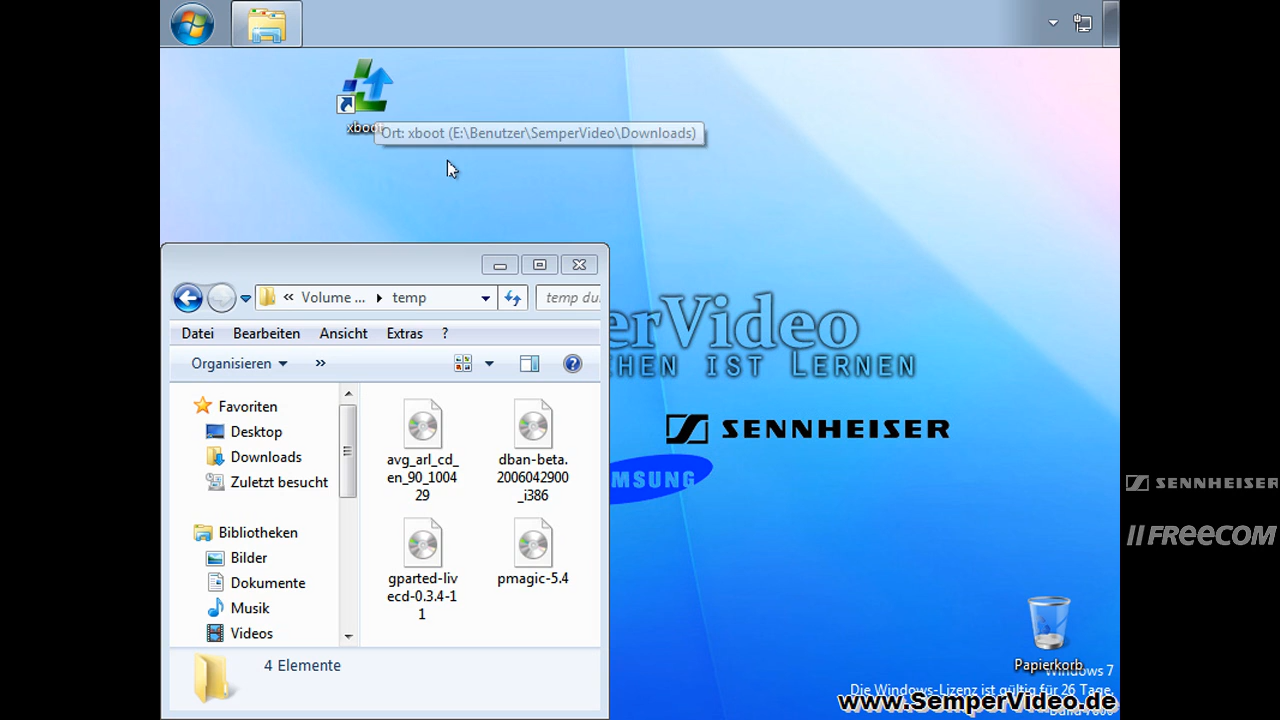 xboot
Ort: xboot (E:\Benutzer\SemperVideo\Downloads)
« Volume ... temp
temp du
Datei Bearbeiten Ansicht Extras ?
Organisieren »
Favoriten
Desktop
Downloads
Zuletzt besucht
Bibliotheken
Bilder
Dokumente
Musik
Videos
avg_arl_cd_
en_90_1004
29
dban-beta.
2006042900
_i386
gparted-liv
ecd-0.3.4-1
1
pmagic-5.4
4 Elemente
erVideo
EHEN IST LERNEN
SENNHEISER
MSUNG
SENNHEISER
FREECOM
Papierkorb
Windows 7
Die Windows-Lizenz ist gültig für 26 Tage.
www.SemperVideo.de